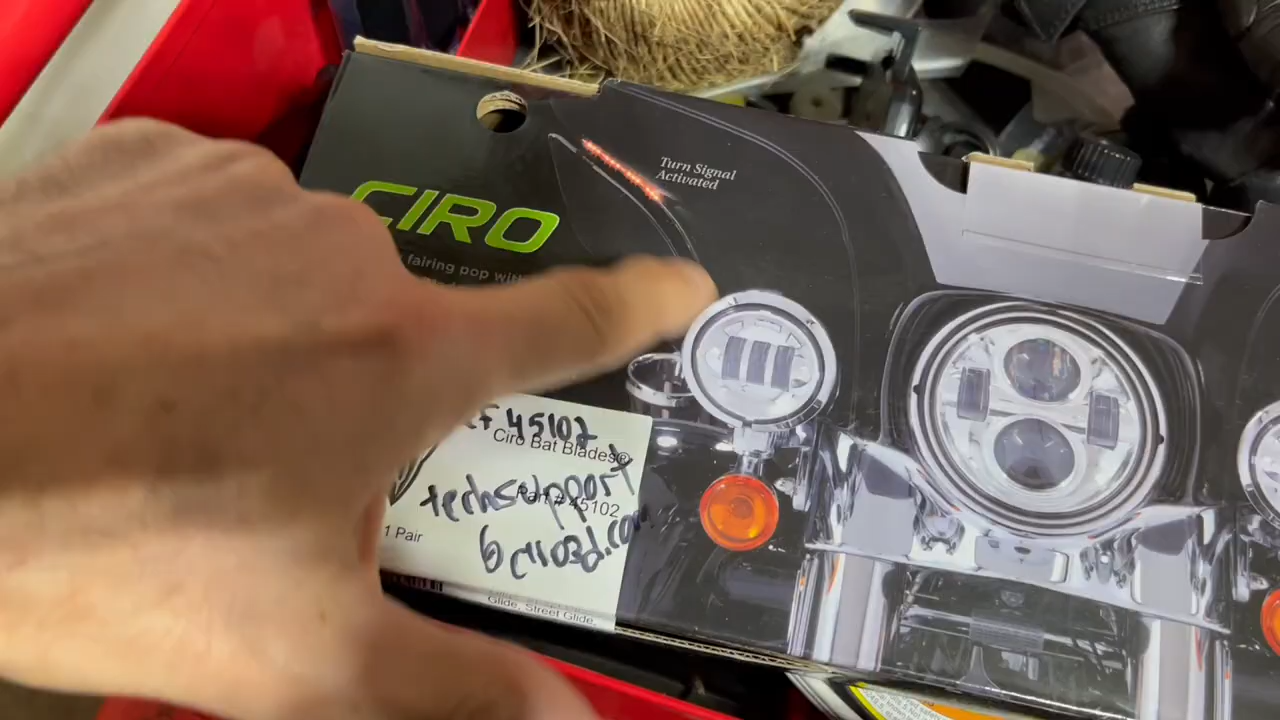 Turn Signal
Activated
CIRO
fairing pop with
45102
Ciro Bat Blades®
techsupport
Part # 45102
1 Pair
@ciro3d.com
Glide, Street Glide,